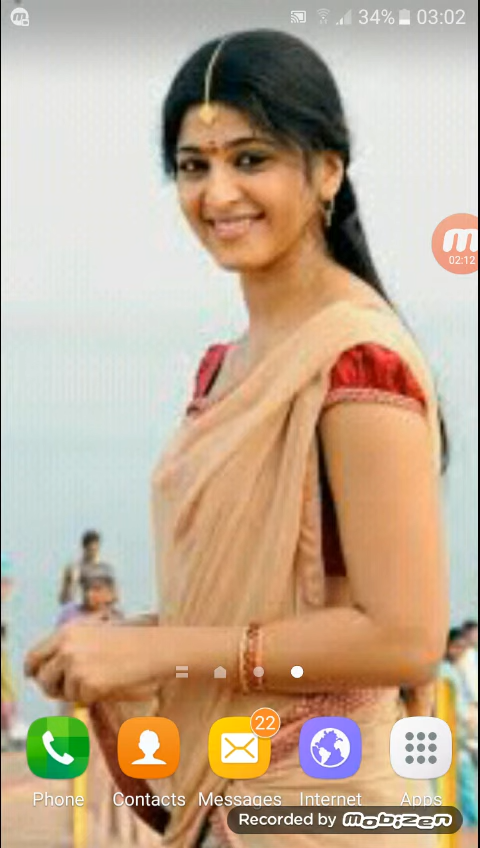 34% 03:02
m
02:12
22
Phone Contacts Messages Internet Apps
Recorded by mobizen